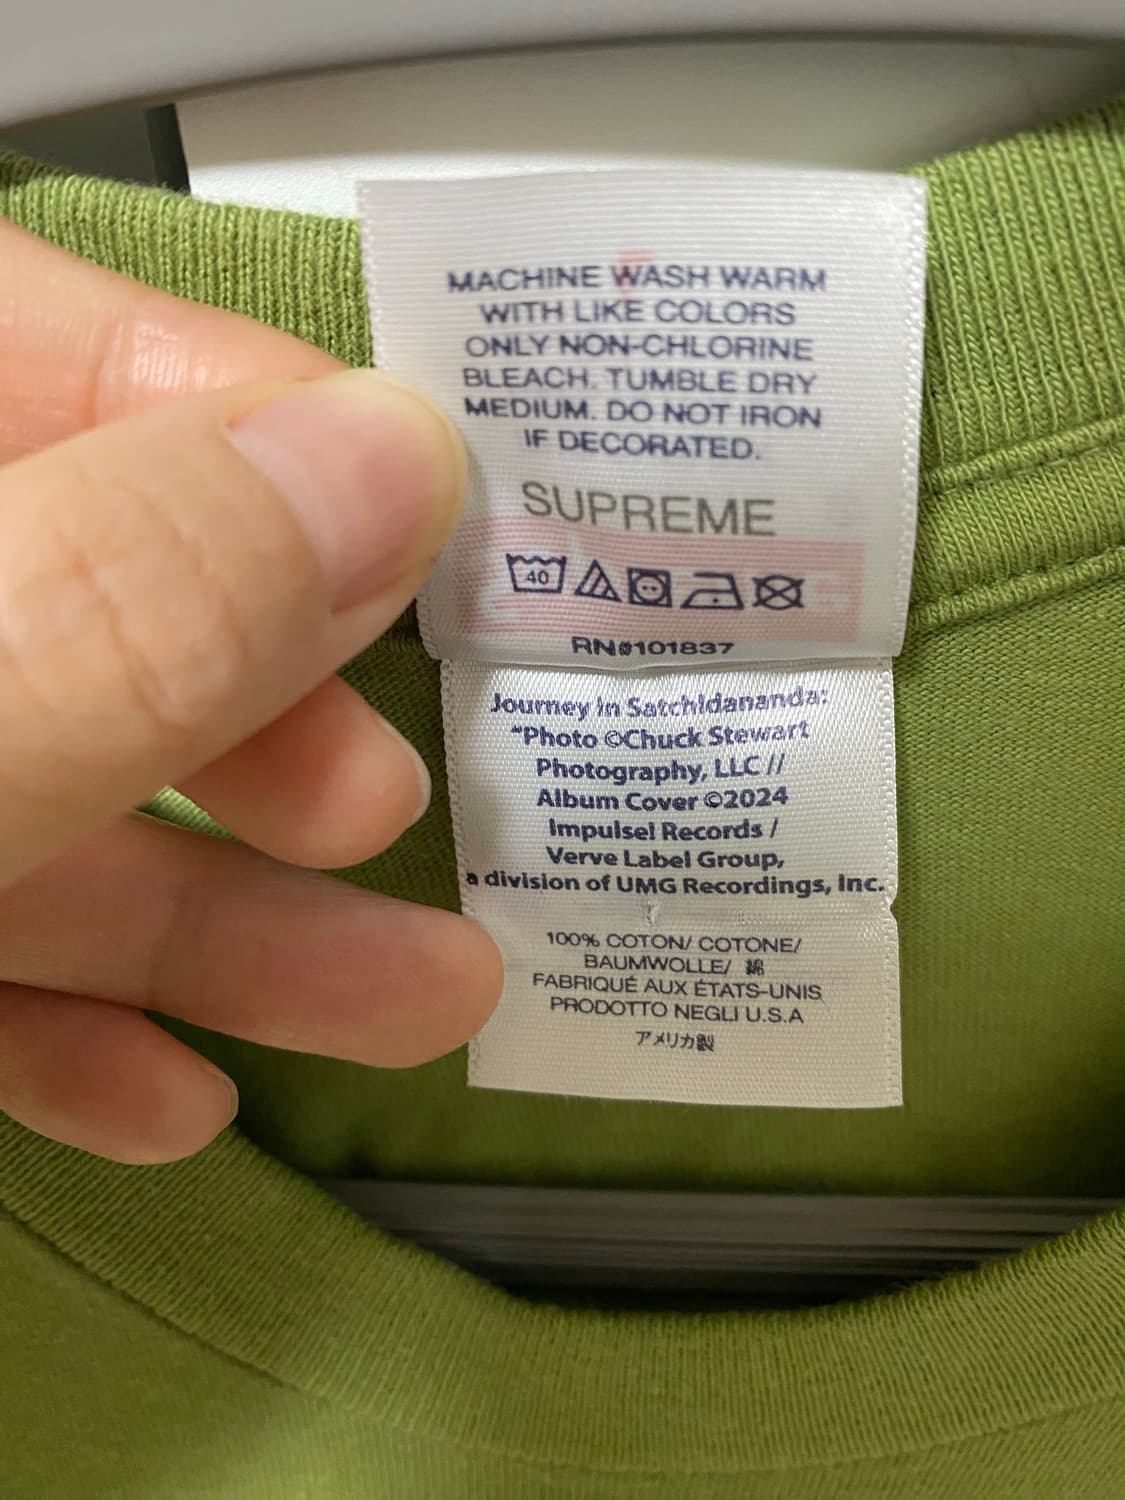 MACHINE WASH WARM
WITH LIKE COLORS
ONLY NON-CHLORINE
BLEACH. TUMBLE DRY
MEDIUM. DO NOT IRON
IF DECORATED.
SUPREME
40
RN#101837
Journey in Satchidananda:
"Photo ©Chuck Stewart
Photography, LLC //
Album Cover ©2024
Impulse! Records /
Verve Label Group,
a division of UMG Recordings, Inc.
100% COTON/ COTONE/
BAUMWOLLE/ 綿
FABRIQUÉ AUX ÉTATS-UNIS
PRODOTTO NEGLI U.S.A
アメリカ製